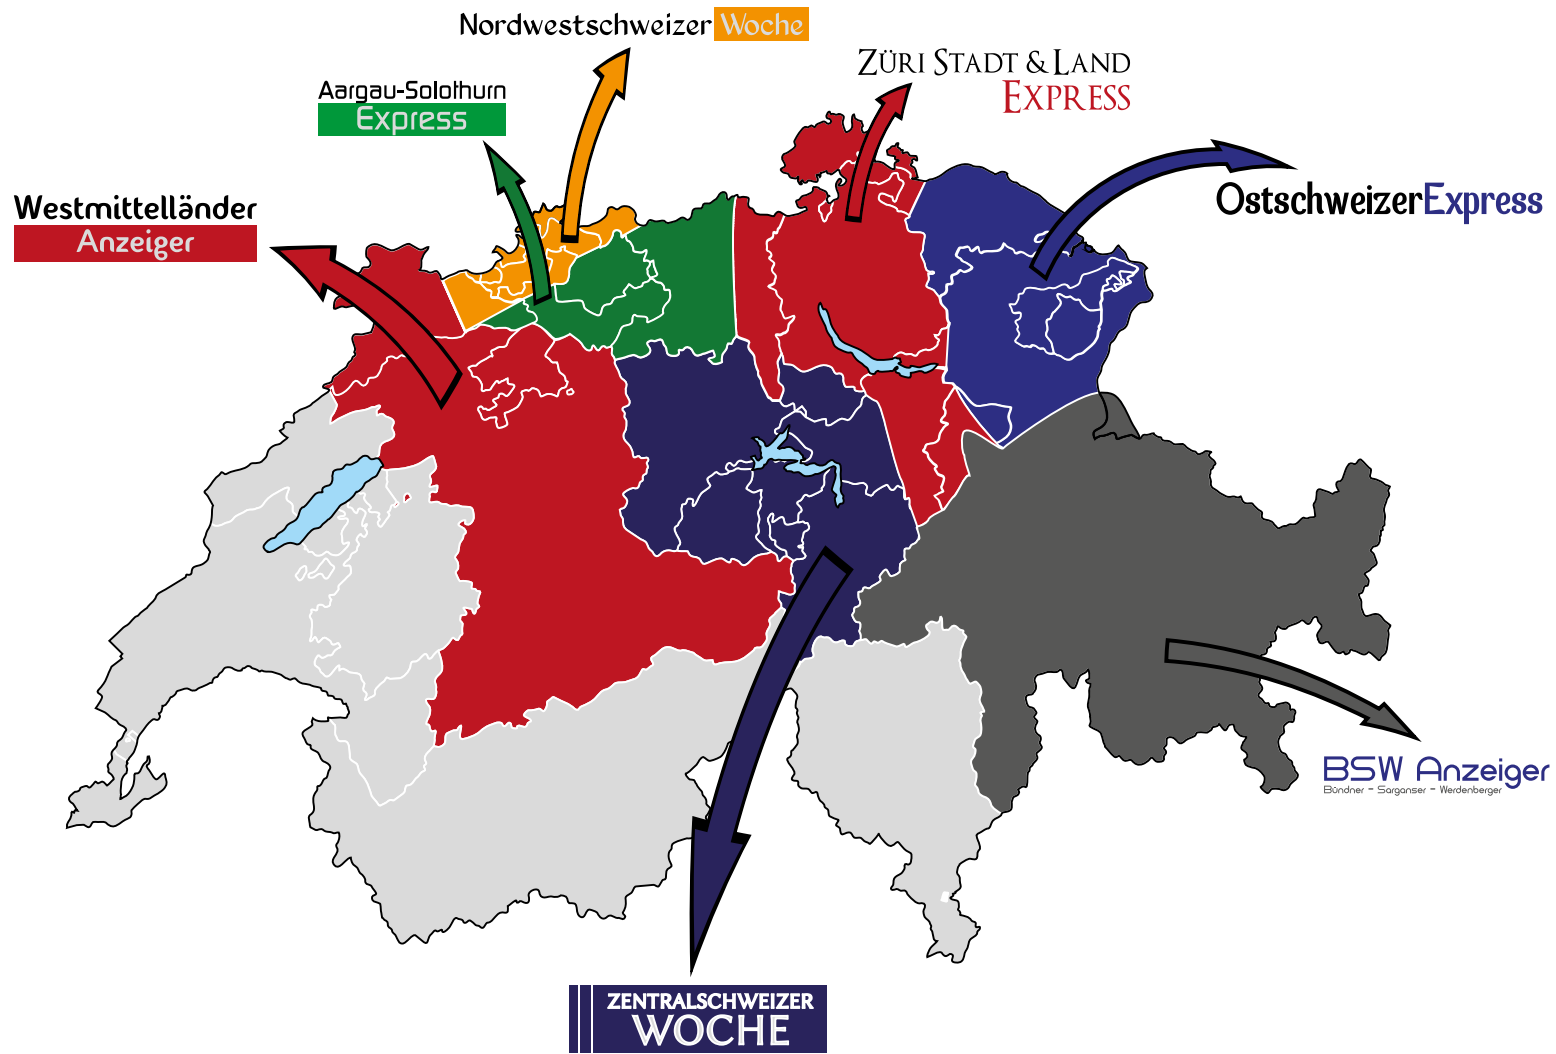 Nordwestschweizer Woche
ZÜRI STADT & LAND
EXPRESS
Aargau-Solothurn
Express
Westmittelländer
Anzeiger
OstschweizerExpress
BSW Anzeiger
Bündner - Sarganser - Werdenberger
ZENTRALSCHWEIZER
WOCHE